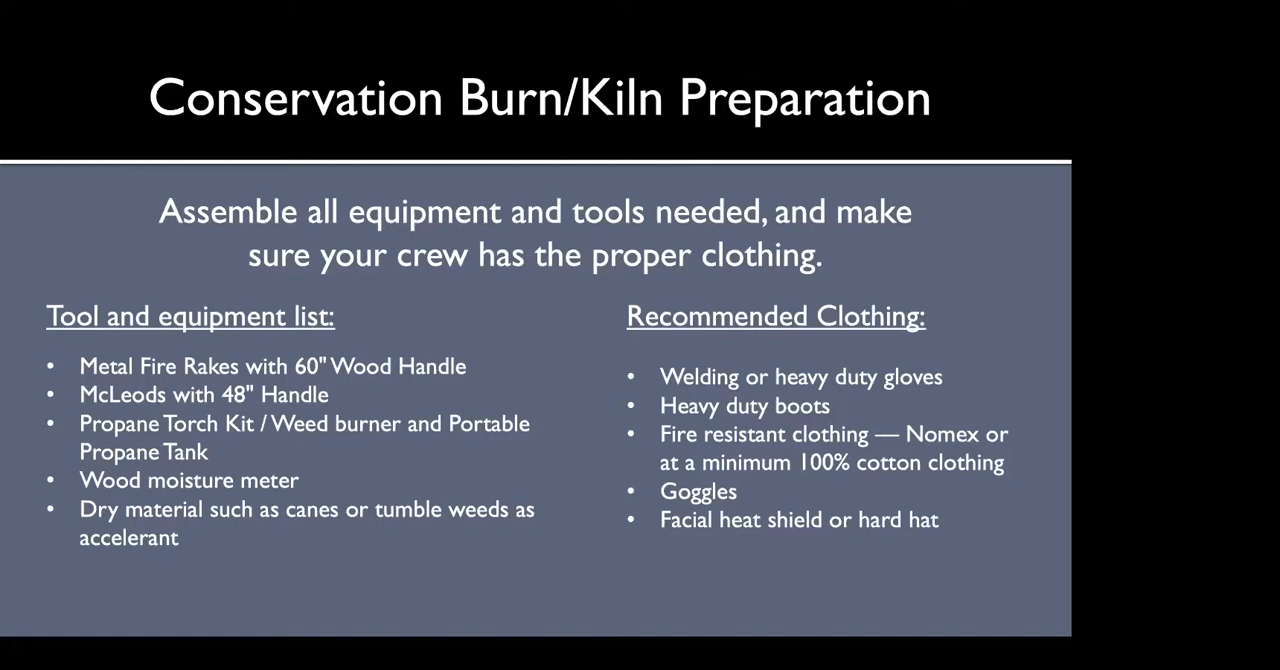 Conservation Burn/Kiln Preparation
Assemble all equipment and tools needed, and make
sure your crew has the proper clothing.
Tool and equipment list:
• Metal Fire Rakes with 60" Wood Handle
• McLeods with 48" Handle
• Propane Torch Kit / Weed burner and Portable
Propane Tank
• Wood moisture meter
• Dry material such as canes or tumble weeds as
accelerant
Recommended Clothing:
• Welding or heavy duty gloves
• Heavy duty boots
• Fire resistant clothing — Nomex or
at a minimum 100% cotton clothing
• Goggles
• Facial heat shield or hard hat